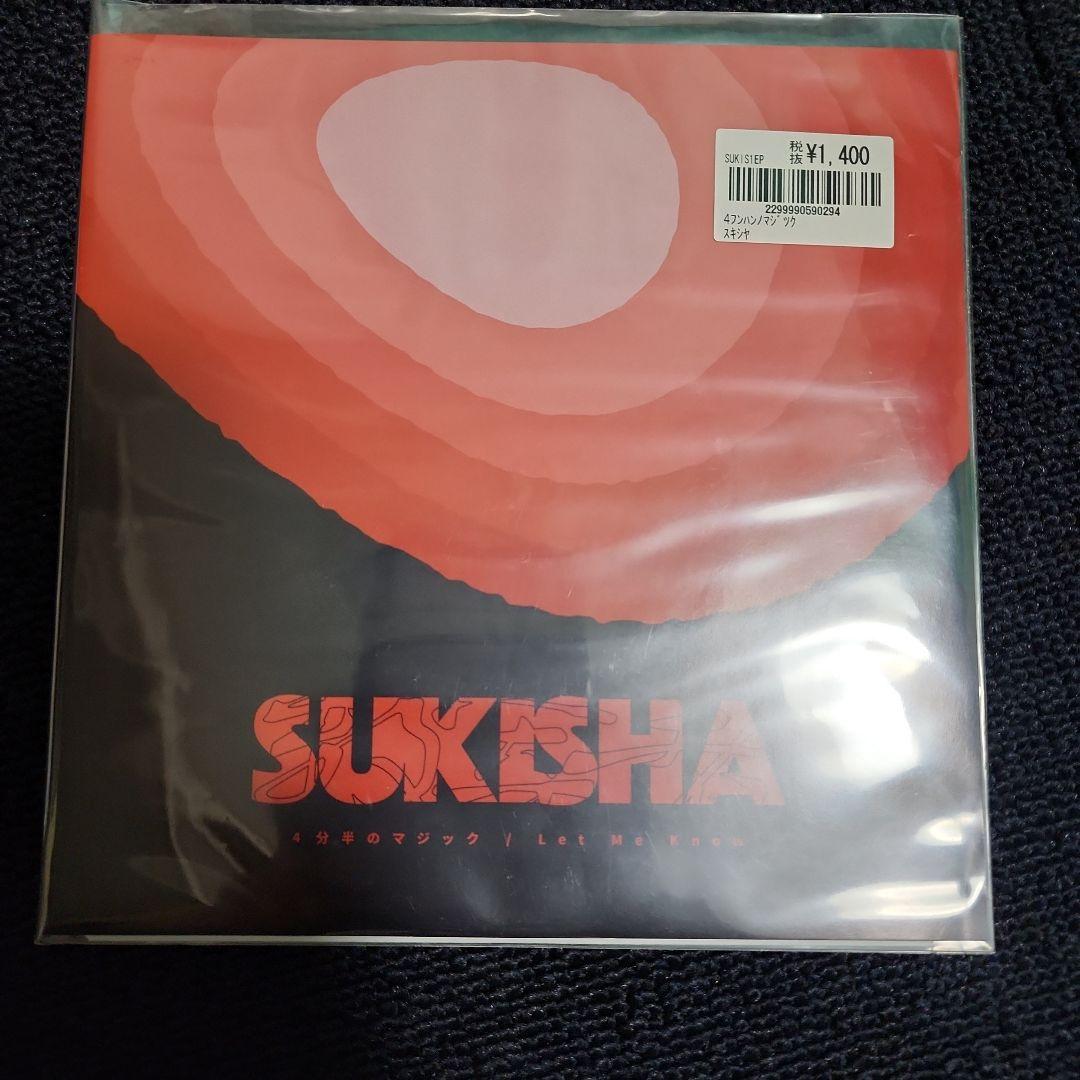 税抜 ¥1,400
SUKIS1EP
2299990590294
4フンハンノマジック
スキシヤ
SUKISHA
4分半のマジック / Let Me Know